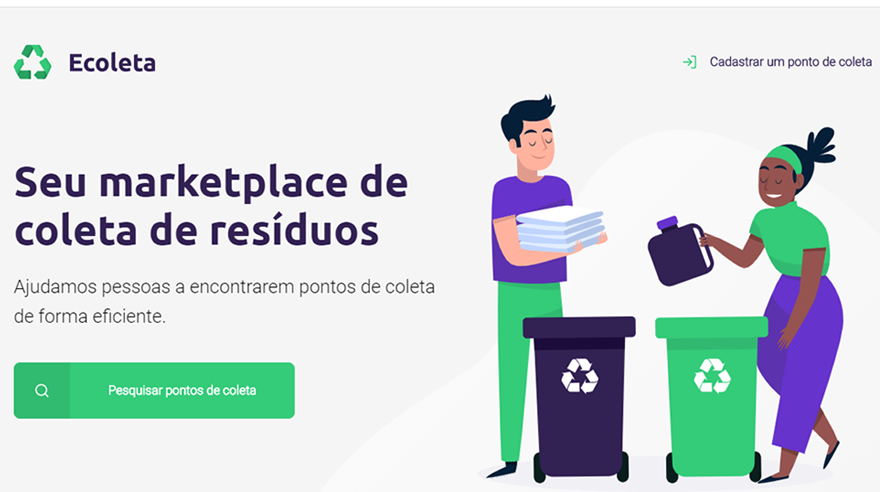 Ecoleta
Cadastrar um ponto de coleta
Seu marketplace de
coleta de resíduos
Ajudamos pessoas a encontrarem pontos de coleta
de forma eficiente.
Pesquisar pontos de coleta